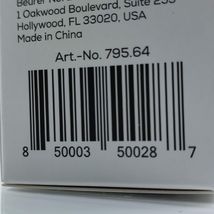 Beurer
1 Oakwood Boulevard, Suite 255
Hollywood, FL 33020, USA
Made in China
Art.-No. 795.64
8 50003 50028 7